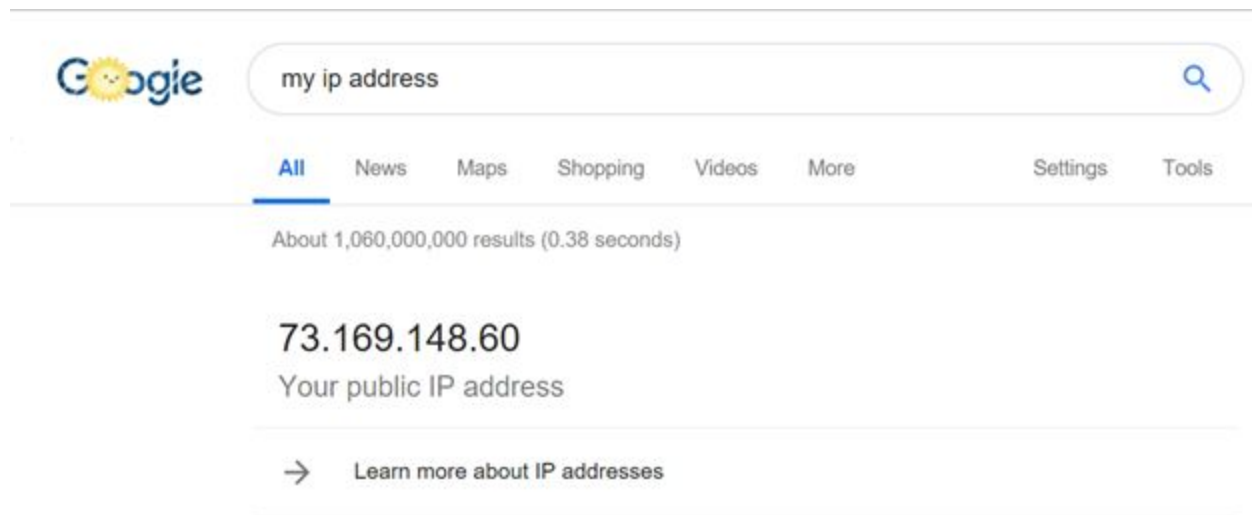 Google
my ip address
All News Maps Shopping Videos More Settings Tools
About 1,060,000,000 results (0.38 seconds)
73.169.148.60
Your public IP address
Learn more about IP addresses